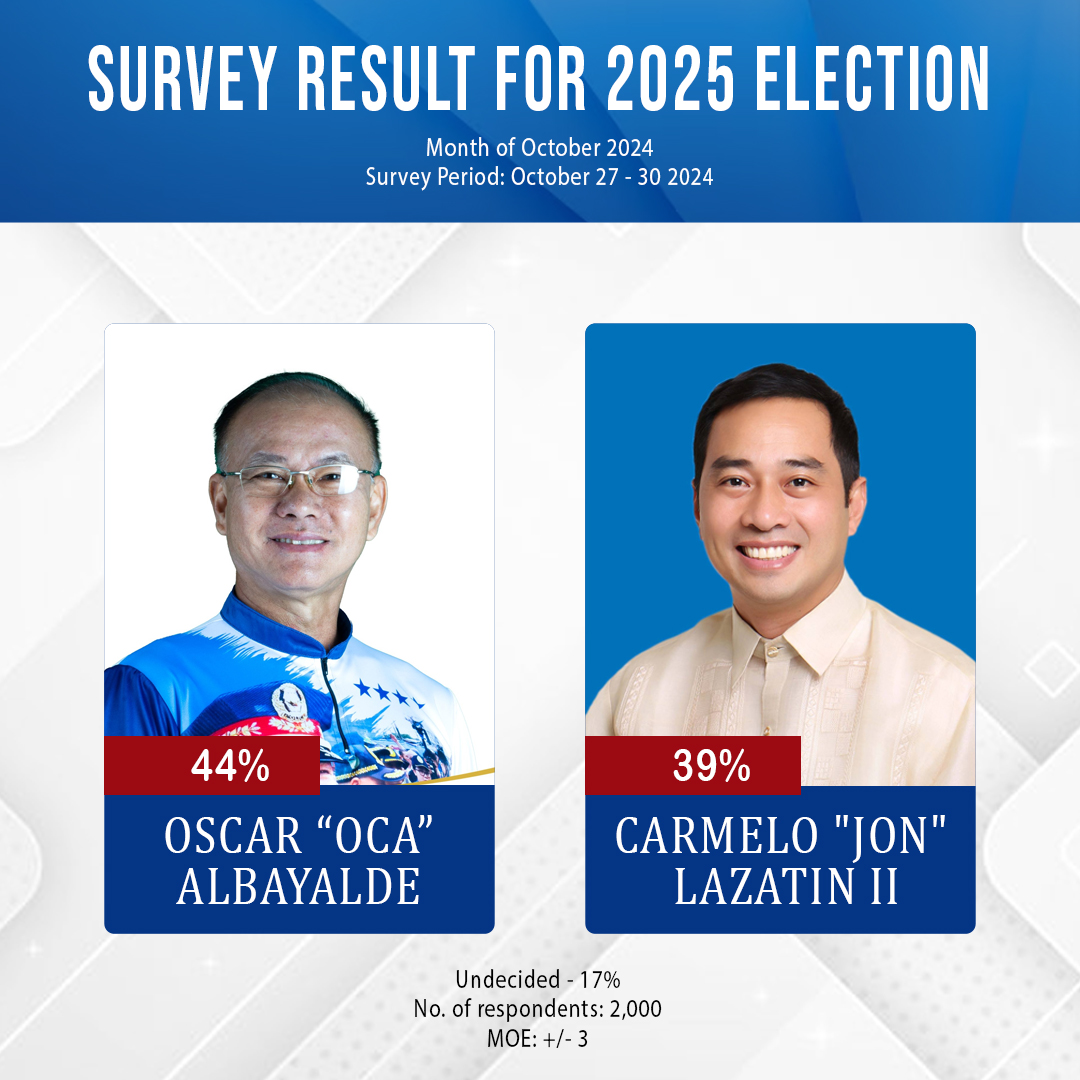 SURVEY RESULT FOR 2025 ELECTION
Month of October 2024
Survey Period: October 27 - 30 2024
44%
OSCAR “OCA”
ALBAYALDE
39%
CARMELO "JON"
LAZATIN II
Undecided - 17%
No. of respondents: 2,000
MOE: +/- 3